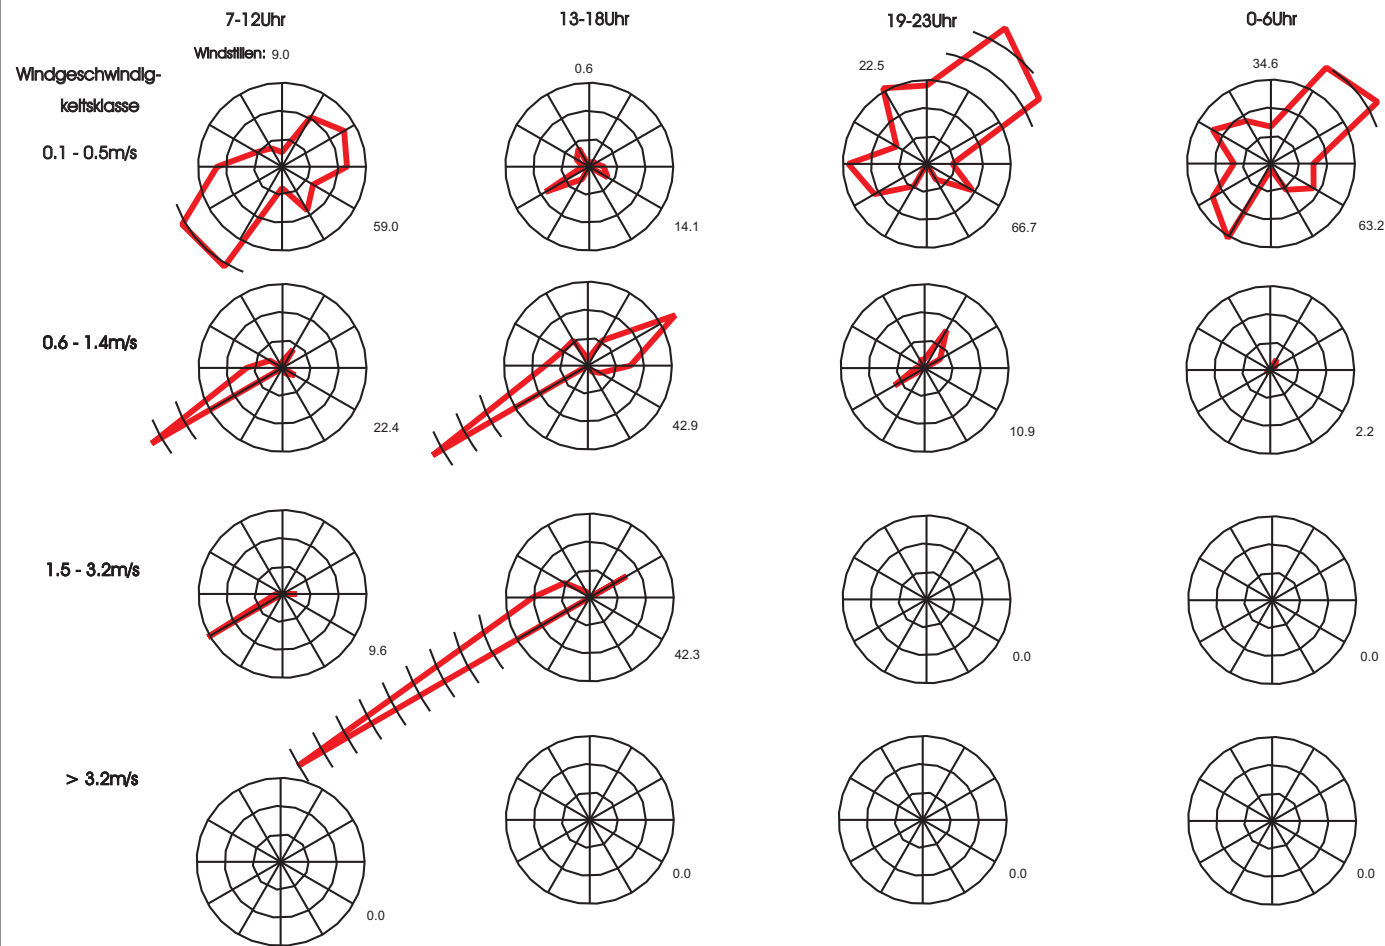 7-12Uhr 13-18Uhr 19-23Uhr 0-6Uhr
Windstillen: 9.0 0.6 22.5 34.6
Windgeschwindig-
keitsklasse
0.1 - 0.5m/s
59.0 14.1 66.7 63.2
0.6 - 1.4m/s
22.4 42.9 10.9 2.2
1.5 - 3.2m/s
9.6 42.3 0.0 0.0
> 3.2m/s
0.0 0.0 0.0 0.0